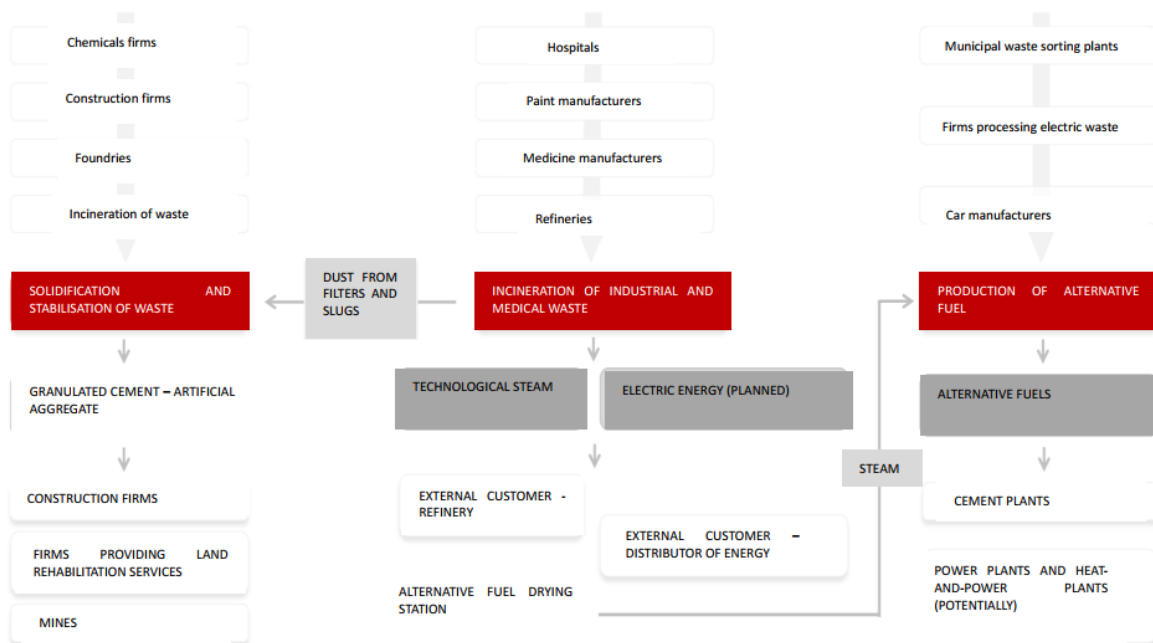 Chemicals firms
Construction firms
Foundries
Incineration of waste
SOLIDIFICATION AND
STABILISATION OF WASTE
GRANULATED CEMENT – ARTIFICIAL
AGGREGATE
CONSTRUCTION FIRMS
FIRMS PROVIDING LAND
REHABILITATION SERVICES
MINES
DUST FROM
FILTERS AND
SLUGS
Hospitals
Paint manufacturers
Medicine manufacturers
Refineries
INCINERATION OF INDUSTRIAL AND
MEDICAL WASTE
TECHNOLOGICAL STEAM
ELECTRIC ENERGY (PLANNED)
EXTERNAL CUSTOMER -
REFINERY
EXTERNAL CUSTOMER –
DISTRIBUTOR OF ENERGY
ALTERNATIVE FUEL DRYING
STATION
STEAM
Municipal waste sorting plants
Firms processing electric waste
Car manufacturers
PRODUCTION OF ALTERNATIVE
FUEL
ALTERNATIVE FUELS
CEMENT PLANTS
POWER PLANTS AND HEAT-
AND-POWER PLANTS
(POTENTIALLY)